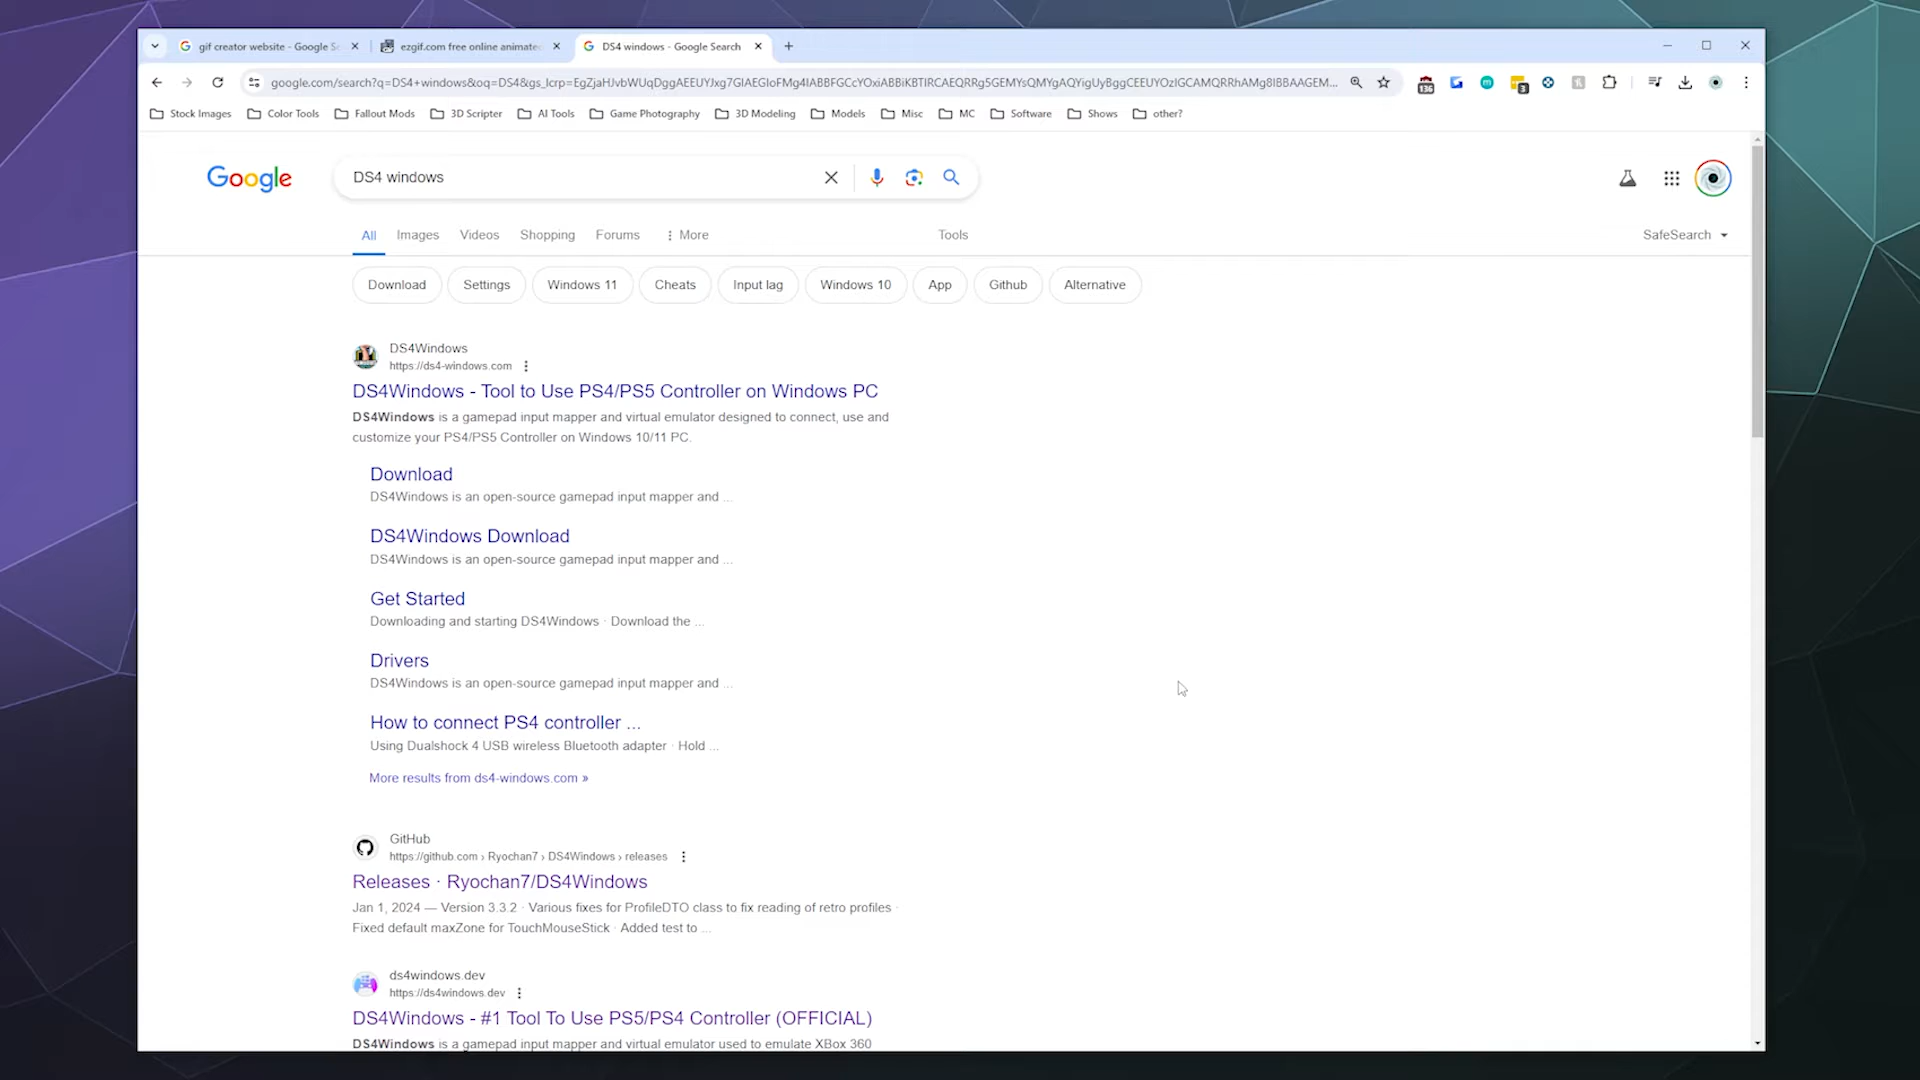 gif creator website - Google Se
ezgif.com free online animated
DS4 windows - Google Search
136
3
Stock Images
Color Tools
Fallout Mods
3D Scripter
AI Tools
Game Photography
3D Modeling
Models
Misc
MC
Software
Shows
other?
Google
DS4 windows
All
Images
Videos
Shopping
Forums
More
Tools
SafeSearch
Download
Settings
Windows 11
Cheats
Input lag
Windows 10
App
Github
Alternative
DS4Windows
https://ds4-windows.com
DS4Windows - Tool to Use PS4/PS5 Controller on Windows PC
DS4Windows is a gamepad input mapper and virtual emulator designed to connect, use and
customize your PS4/PS5 Controller on Windows 10/11 PC.
Download
DS4Windows is an open-source gamepad input mapper and ...
DS4Windows Download
DS4Windows is an open-source gamepad input mapper and ...
Get Started
Downloading and starting DS4Windows · Download the ...
Drivers
DS4Windows is an open-source gamepad input mapper and ...
How to connect PS4 controller ...
Using Dualshock 4 USB wireless Bluetooth adapter · Hold ...
More results from ds4-windows.com »
GitHub
https://github.com › Ryochan7 › DS4Windows › releases
Releases · Ryochan7/DS4Windows
Jan 1, 2024 — Version 3.3.2 · Various fixes for ProfileDTO class to fix reading of retro profiles ·
Fixed default maxZone for TouchMouseStick · Added test to ...
ds4windows.dev
https://ds4windows.dev
DS4Windows - #1 Tool To Use PS5/PS4 Controller (OFFICIAL)
DS4Windows is a gamepad input mapper and virtual emulator used to emulate XBox 360